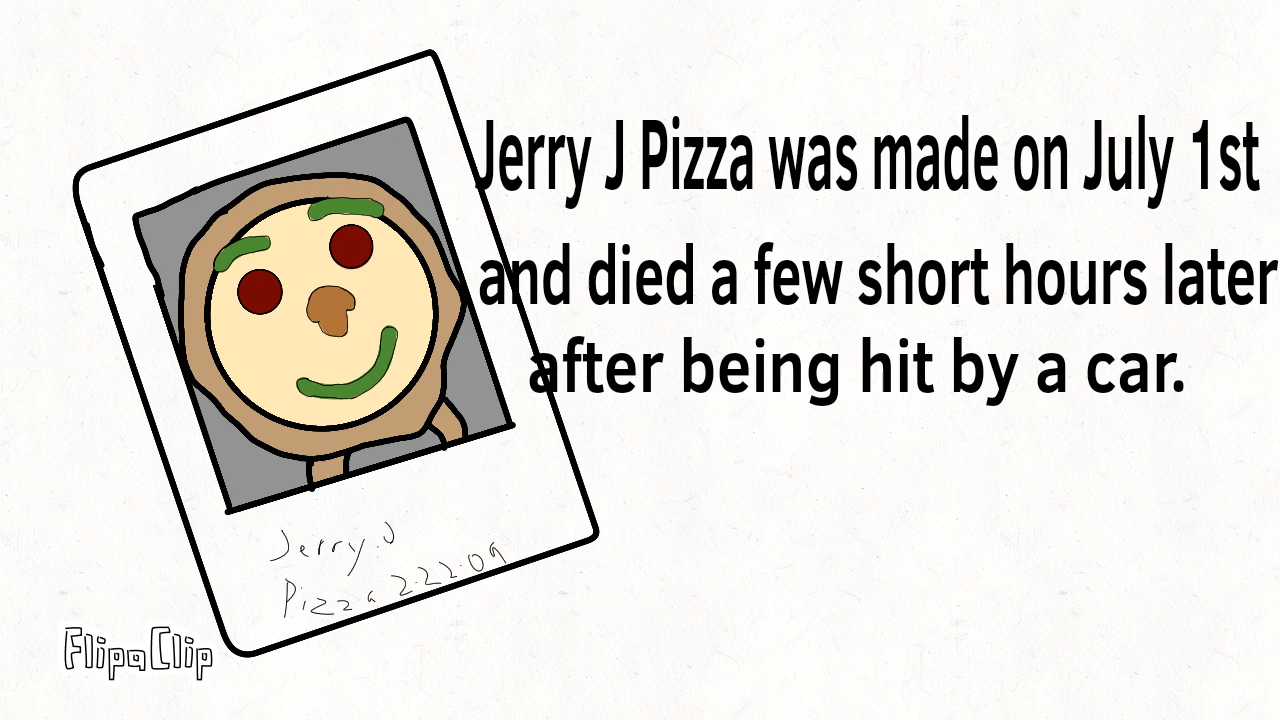 Jerry J Pizza was made on July 1st
and died a few short hours later
after being hit by a car.
Jerry.J
Pizza 2.22.09
FlipaClip